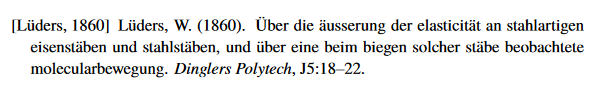 [Lüders, 1860] Lüders, W. (1860). Über die äusserung der elasticität an stahlartigen
eisenstäben und stahlstäben, und über eine beim biegen solcher stäbe beobachtete
molecularbewegung. Dinglers Polytech, J5:18–22.